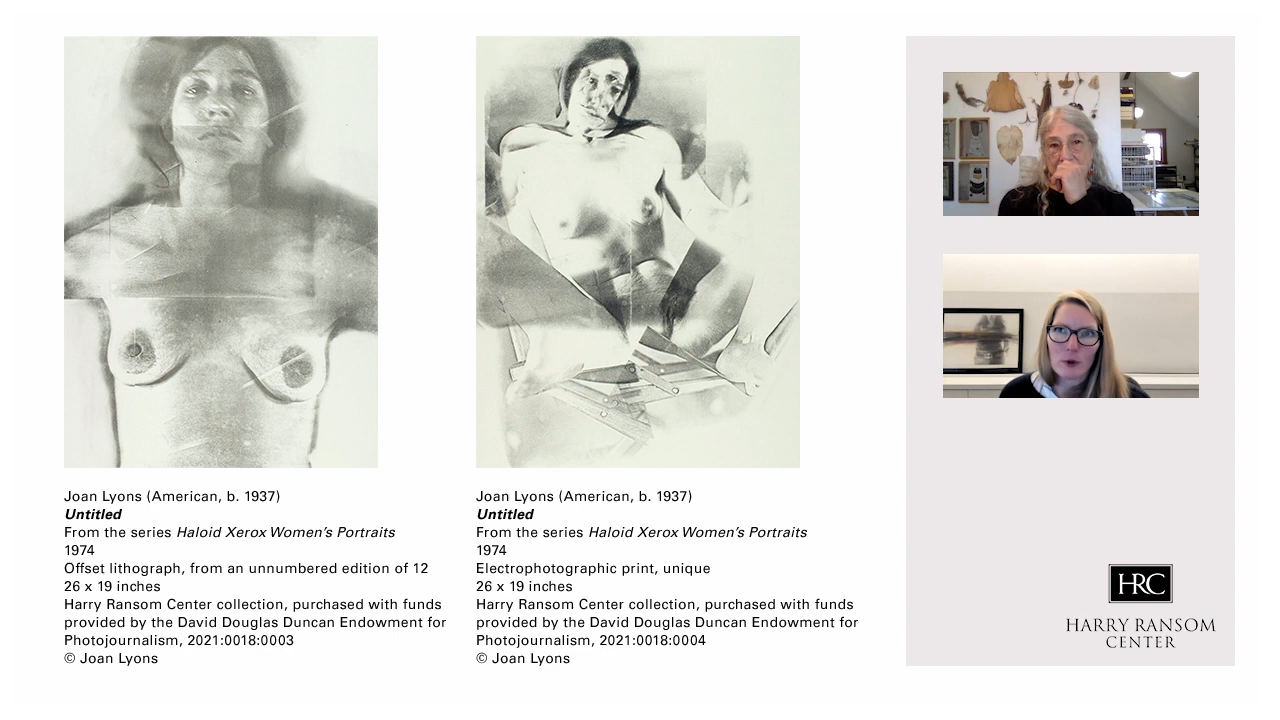 Joan Lyons (American, b. 1937)
Untitled
From the series Haloid Xerox Women's Portraits
1974
Offset lithograph, from an unnumbered edition of 12
26 x 19 inches
Harry Ransom Center collection, purchased with funds
provided by the David Douglas Duncan Endowment for
Photojournalism, 2021:0018:0003
© Joan Lyons
Joan Lyons (American, b. 1937)
Untitled
From the series Haloid Xerox Women's Portraits
1974
Electrophotographic print, unique
26 x 19 inches
Harry Ransom Center collection, purchased with funds
provided by the David Douglas Duncan Endowment for
Photojournalism, 2021:0018:0004
© Joan Lyons
HRC
HARRY RANSOM
CENTER